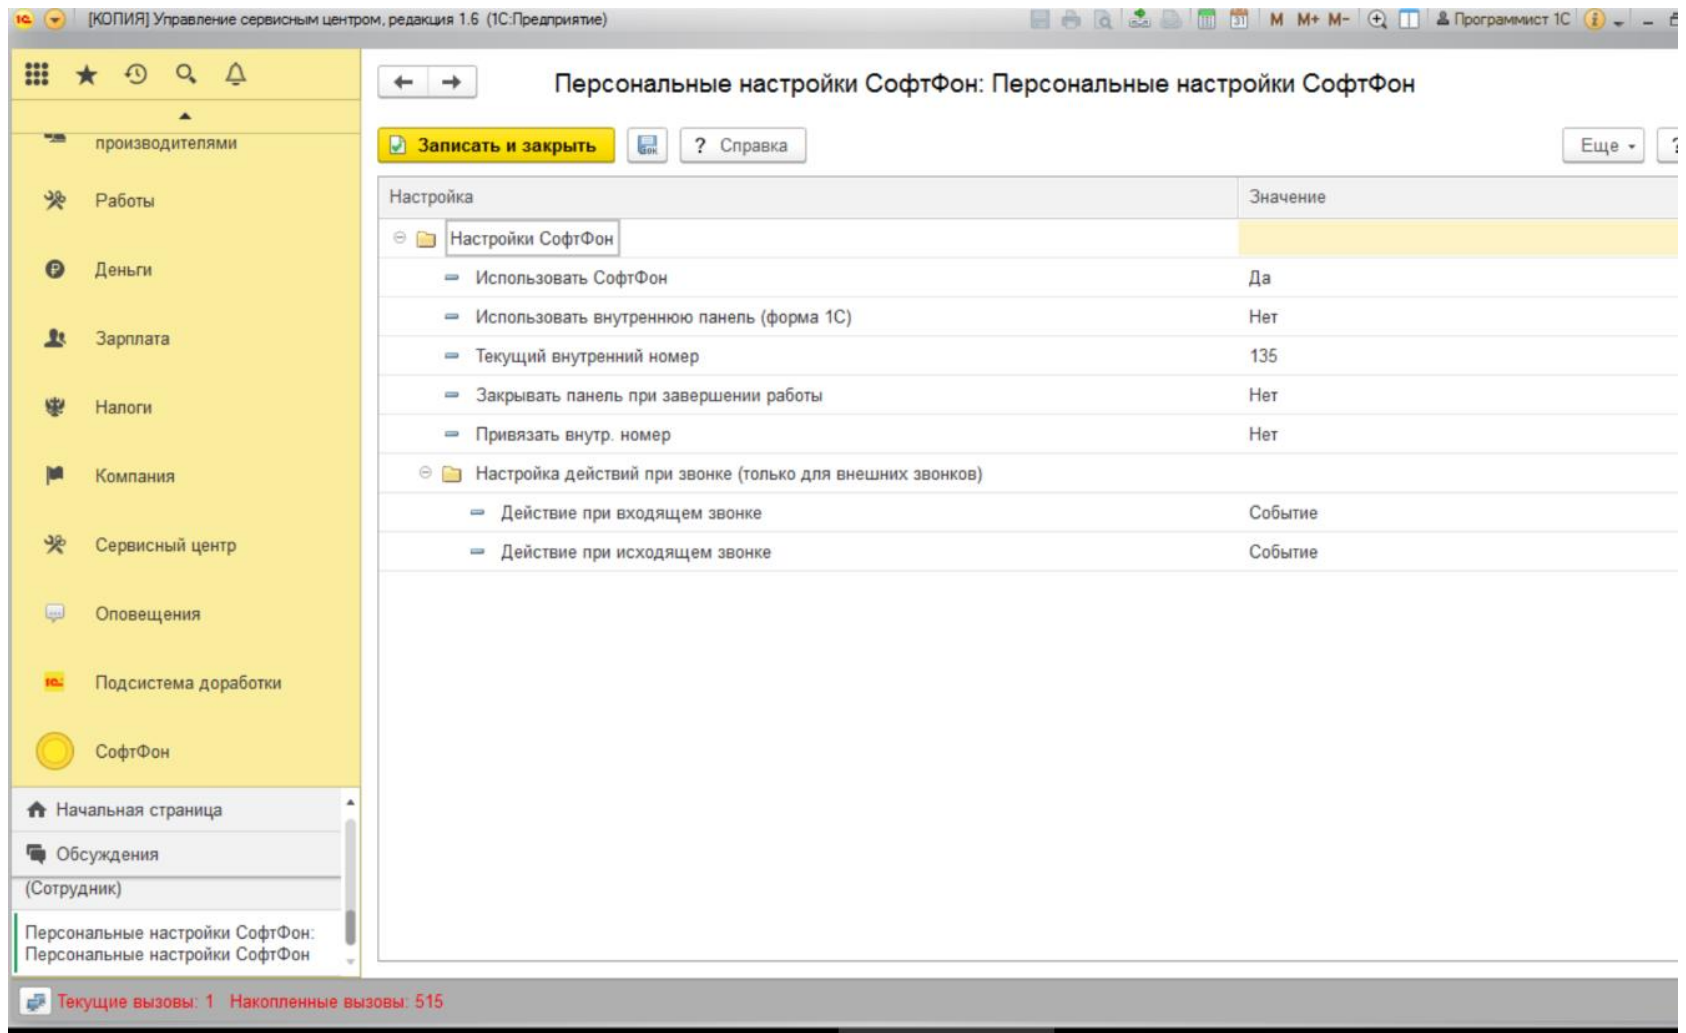 [КОПИЯ] Управление сервисным центром, редакция 1.6 (1С:Предприятие)
M M+ M- Программист 1С
Персональные настройки СофтФон: Персональные настройки СофтФон
Записать и закрыть
? Справка
Еще
?
производителями
Работы
Деньги
Зарплата
Налоги
Компания
Сервисный центр
Оповещения
Подсистема доработки
СофтФон
Начальная страница
Обсуждения
(Сотрудник)
Персональные настройки СофтФон:
Персональные настройки СофтФон
Настройка Значение
Настройки СофтФон
Использовать СофтФон Да
Использовать внутреннюю панель (форма 1С) Нет
Текущий внутренний номер 135
Закрывать панель при завершении работы Нет
Привязать внутр. номер Нет
Настройка действий при звонке (только для внешних звонков)
Действие при входящем звонке Событие
Действие при исходящем звонке Событие
Текущие вызовы: 1 Накопленные вызовы: 515